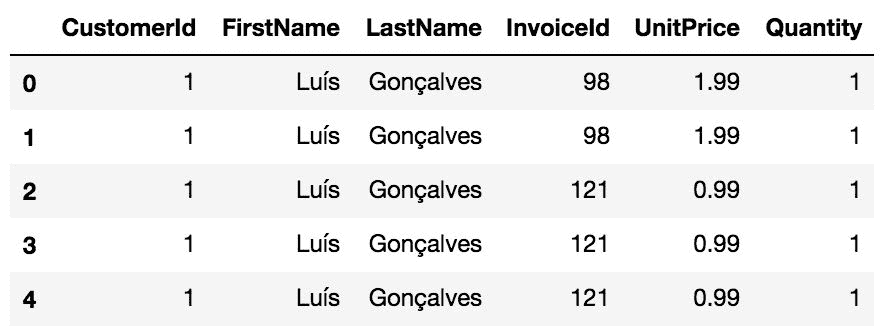 CustomerId FirstName LastName InvoiceId UnitPrice Quantity
0 1 Luís Gonçalves 98 1.99 1
1 1 Luís Gonçalves 98 1.99 1
2 1 Luís Gonçalves 121 0.99 1
3 1 Luís Gonçalves 121 0.99 1
4 1 Luís Gonçalves 121 0.99 1